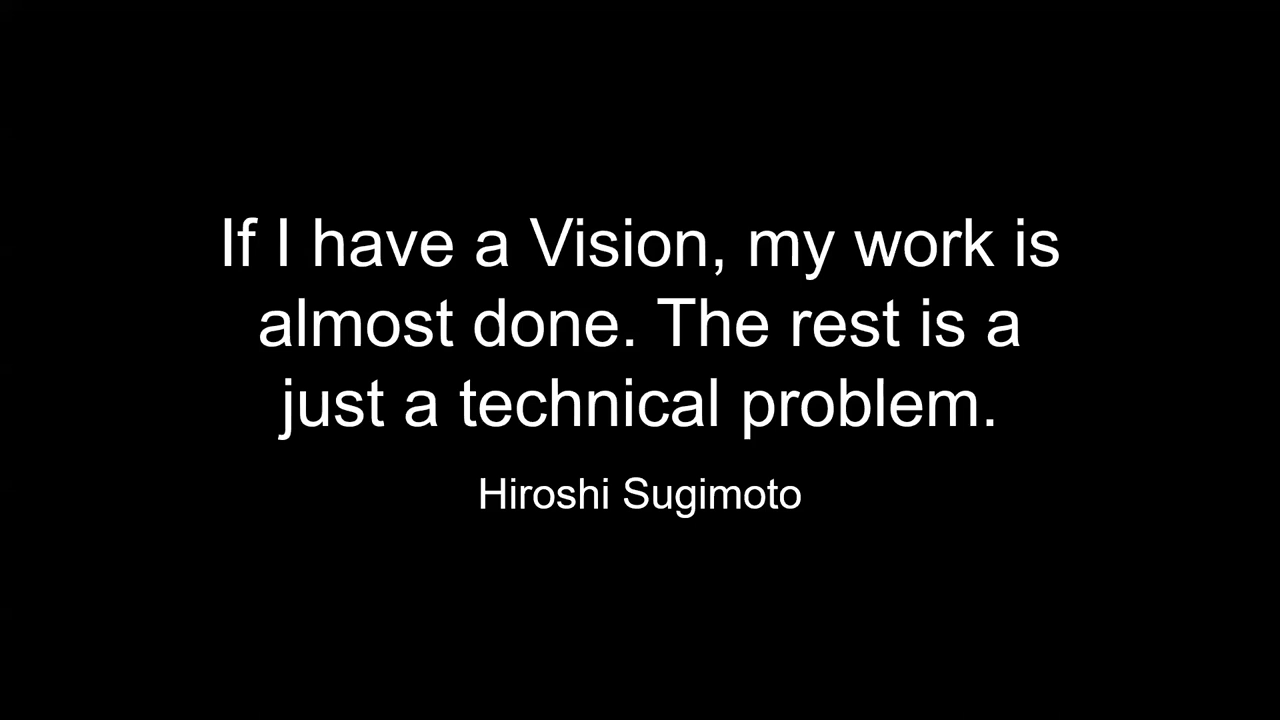 If I have a Vision, my work is
almost done. The rest is a
just a technical problem.
Hiroshi Sugimoto